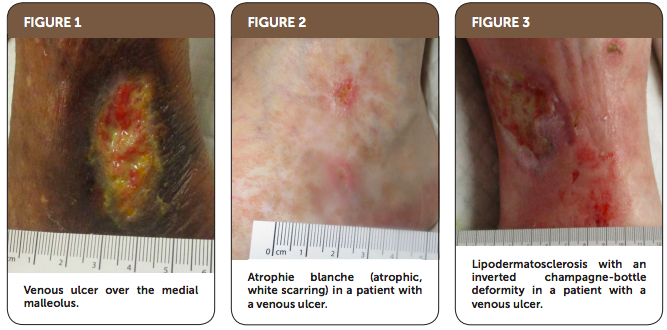 FIGURE 1
cm 1 2 3 4 5 6
Venous ulcer over the medial
malleolus.
FIGURE 2
0 cm 1 2 3 4 5
Atrophie blanche (atrophic,
white scarring) in a patient with
a venous ulcer.
FIGURE 3
Lipodermatosclerosis with an
inverted champagne-bottle
deformity in a patient with a
venous ulcer.